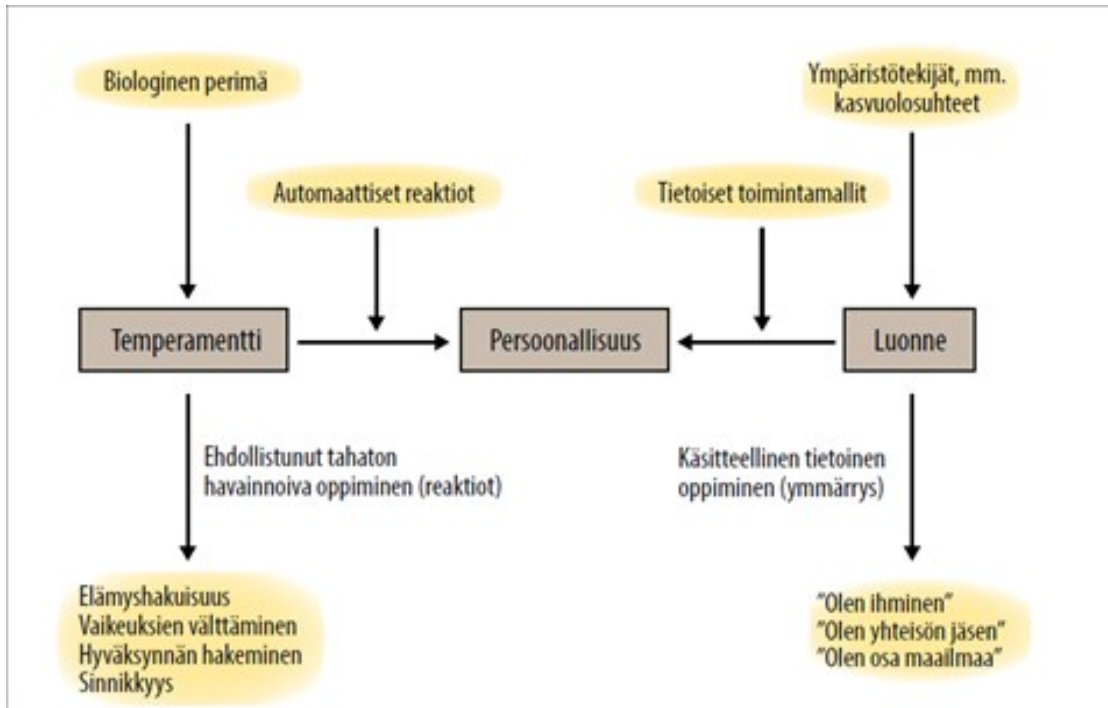 Biologinen perimä
Ympäristötekijät, mm.
kasvuolosuhteet
Automaattiset reaktiot
Tietoiset toimintamallit
Temperamentti
Persoonallisuus
Luonne
Ehdollistunut tahaton
havainnoiva oppiminen (reaktiot)
Käsitteellinen tietoinen
oppiminen (ymmärrys)
Elämyshakuisuus
Vaikeuksien välttäminen
Hyväksynnän hakeminen
Sinnikkyys
"Olen ihminen"
"Olen yhteisön jäsen"
"Olen osa maailmaa"